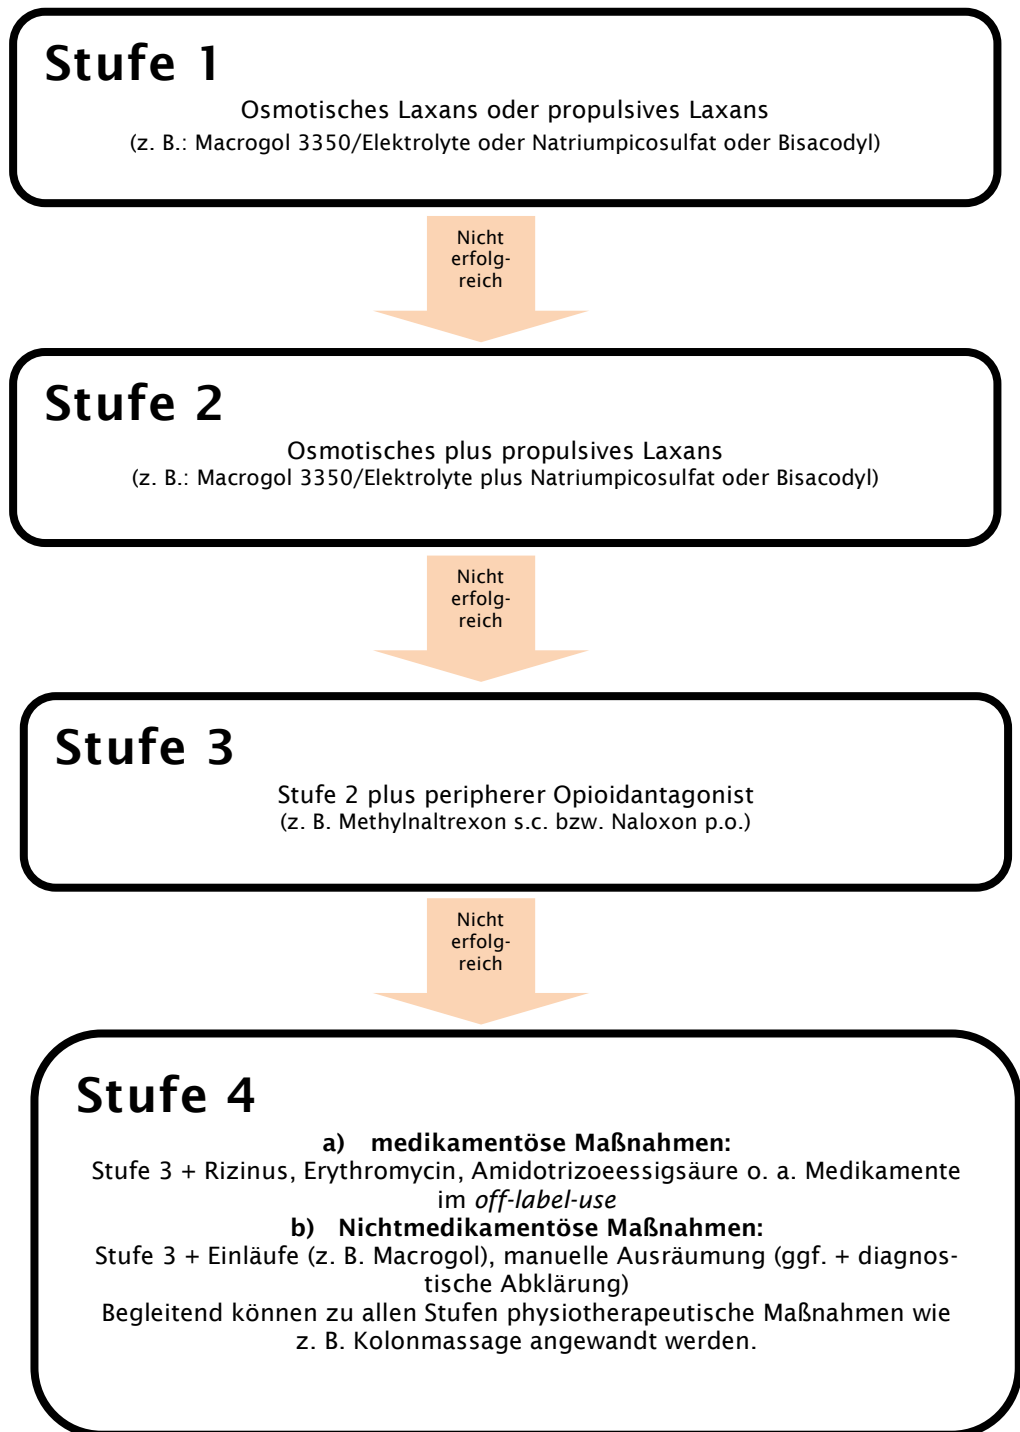 Stufe 1
Osmotisches Laxans oder propulsives Laxans
(z. B.: Macrogol 3350/Elektrolyte oder Natriumpicosulfat oder Bisacodyl)
Nicht
erfolg-
reich
Stufe 2
Osmotisches plus propulsives Laxans
(z. B.: Macrogol 3350/Elektrolyte plus Natriumpicosulfat oder Bisacodyl)
Nicht
erfolg-
reich
Stufe 3
Stufe 2 plus peripherer Opioidantagonist
(z. B. Methylnaltrexon s.c. bzw. Naloxon p.o.)
Nicht
erfolg-
reich
Stufe 4
a) medikamentöse Maßnahmen:
Stufe 3 + Rizinus, Erythromycin, Amidotrizoeessigsäure o. a. Medikamente
im off-label-use
b) Nichtmedikamentöse Maßnahmen:
Stufe 3 + Einläufe (z. B. Macrogol), manuelle Ausräumung (ggf. + diagnos-
tische Abklärung)
Begleitend können zu allen Stufen physiotherapeutische Maßnahmen wie
z. B. Kolonmassage angewandt werden.